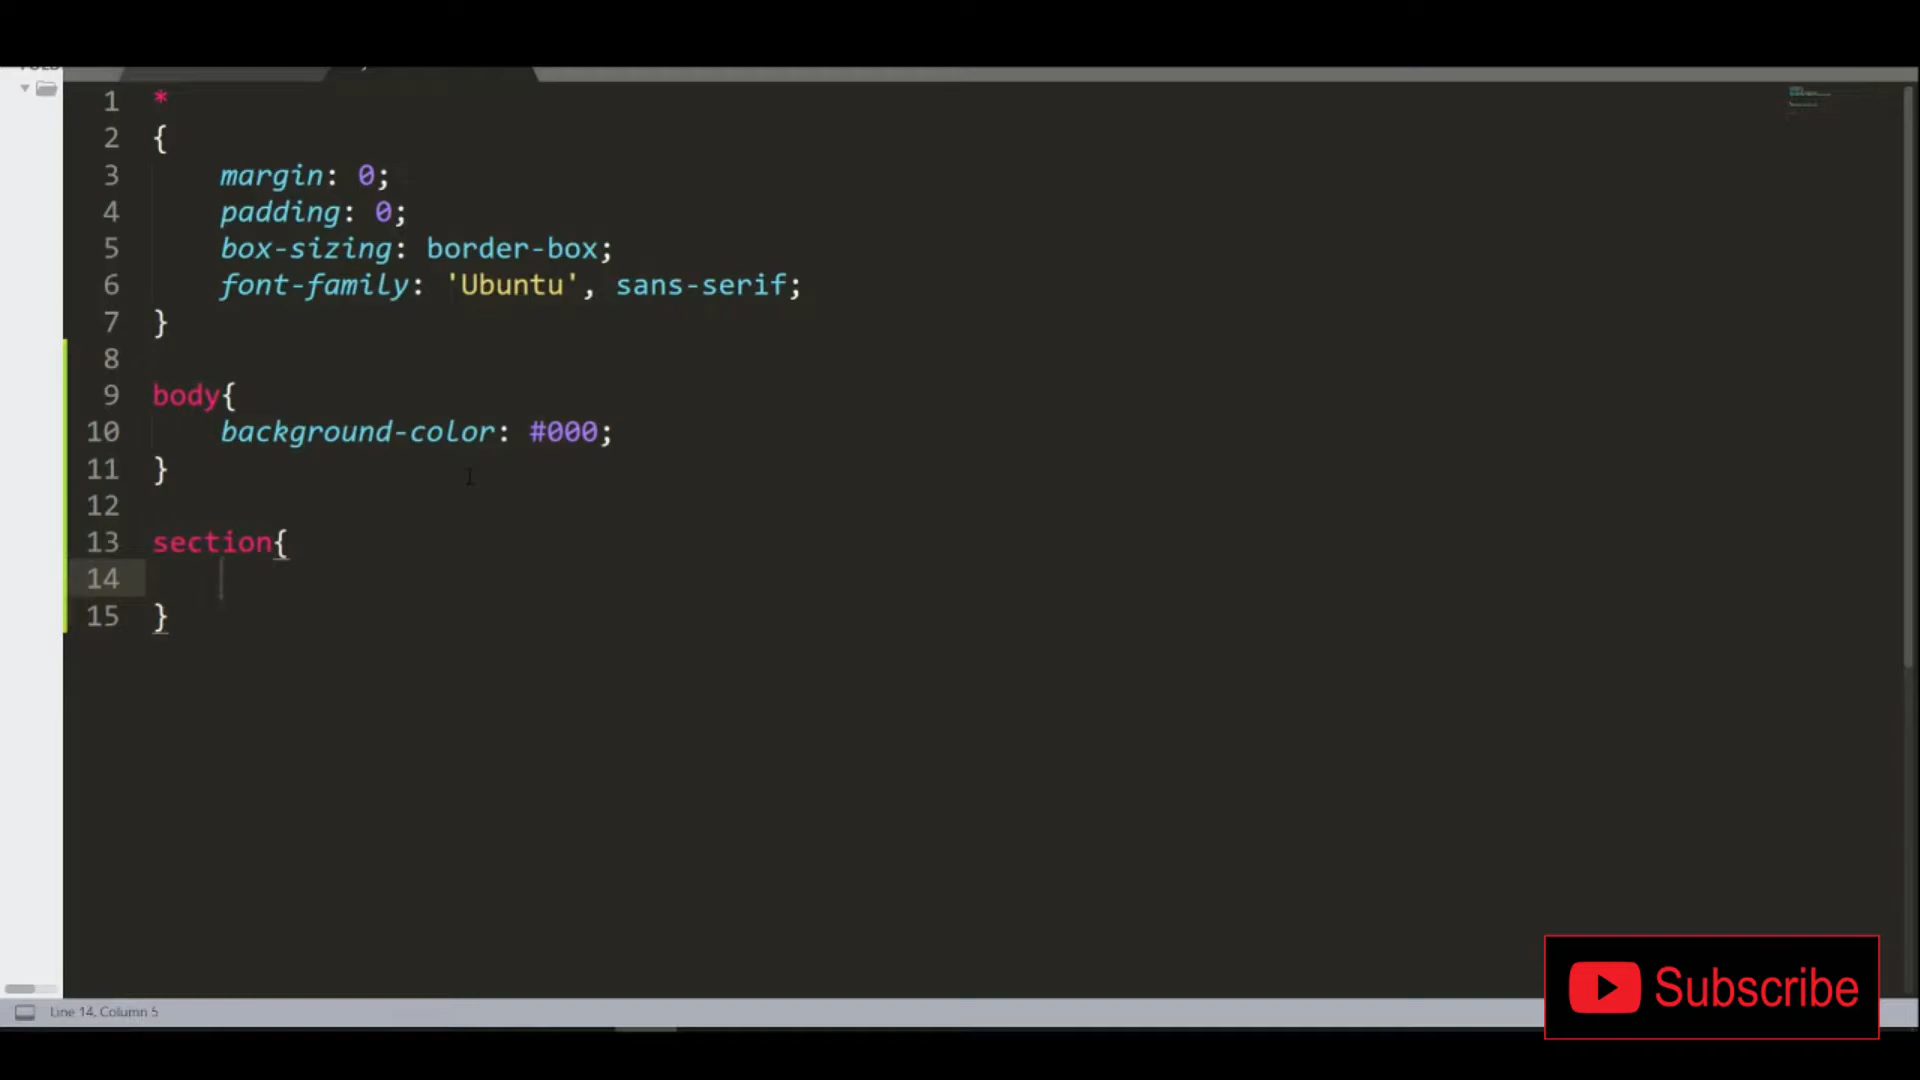 1 *
2 {
3 margin: 0;
4 padding: 0;
5 box-sizing: border-box;
6 font-family: 'Ubuntu', sans-serif;
7 }
8
9 body{
10 background-color: #000;
11 }
12
13 section{
14
15 }
Subscribe
Line 14, Column 5